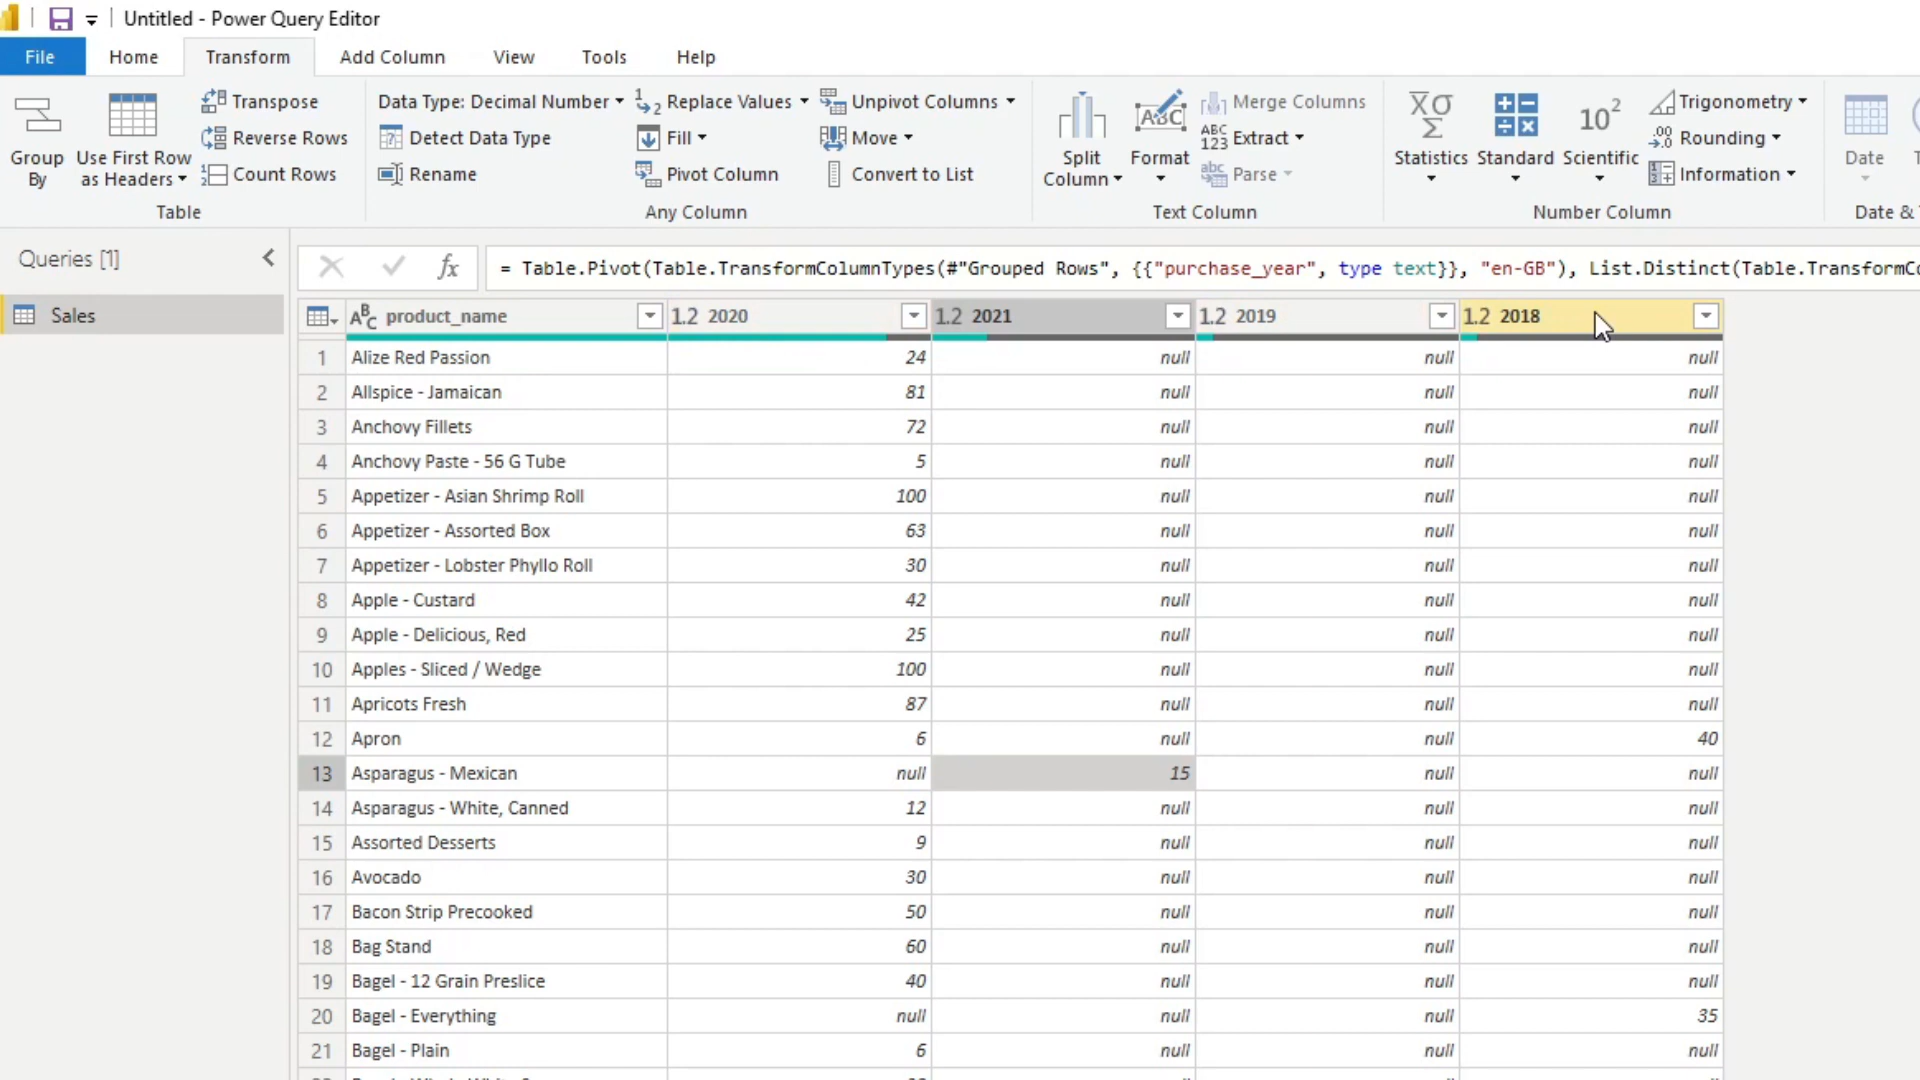 Untitled - Power Query Editor
File Home Transform Add Column View Tools Help
Group By
Use First Row as Headers
Transpose
Reverse Rows
Count Rows
Table
Data Type: Decimal Number
Detect Data Type
Rename
Replace Values
Fill
Pivot Column
Unpivot Columns
Move
Convert to List
Any Column
Split Column
Format
Merge Columns
Extract
Parse
Text Column
Statistics
Standard
Scientific
Trigonometry
Rounding
Information
Number Column
Date
Date &
Queries [1]
Sales
= Table.Pivot(Table.TransformColumnTypes(#"Grouped Rows", {{"purchase_year", type text}}, "en-GB"), List.Distinct(Table.TransformC
product_name 1.2 2020 1.2 2021 1.2 2019 1.2 2018
1 Alize Red Passion 24 null null null
2 Allspice - Jamaican 81 null null null
3 Anchovy Fillets 72 null null null
4 Anchovy Paste - 56 G Tube 5 null null null
5 Appetizer - Asian Shrimp Roll 100 null null null
6 Appetizer - Assorted Box 63 null null null
7 Appetizer - Lobster Phyllo Roll 30 null null null
8 Apple - Custard 42 null null null
9 Apple - Delicious, Red 25 null null null
10 Apples - Sliced / Wedge 100 null null null
11 Apricots Fresh 87 null null null
12 Apron 6 null null 40
13 Asparagus - Mexican null 15 null null
14 Asparagus - White, Canned 12 null null null
15 Assorted Desserts 9 null null null
16 Avocado 30 null null null
17 Bacon Strip Precooked 50 null null null
18 Bag Stand 60 null null null
19 Bagel - 12 Grain Preslice 40 null null null
20 Bagel - Everything null null null 35
21 Bagel - Plain 6 null null null